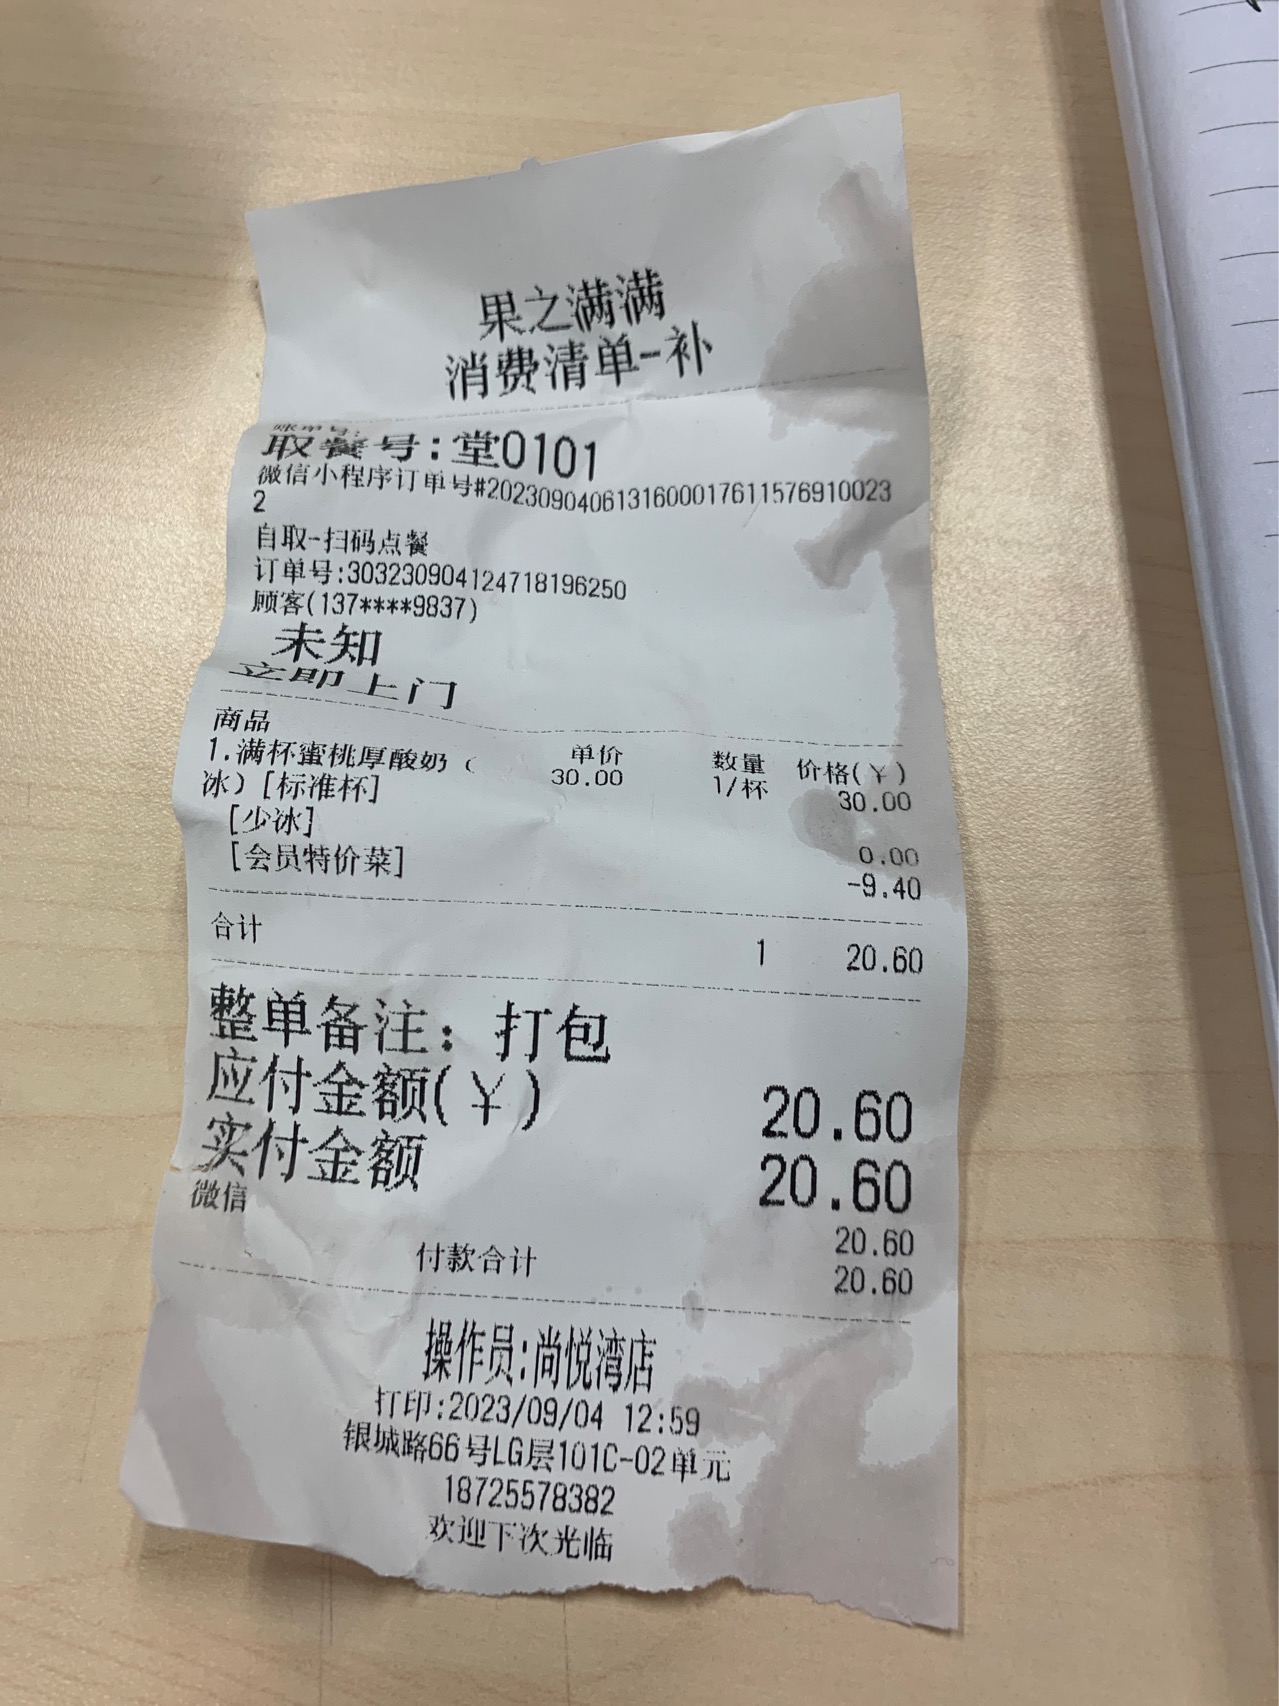 果之满满
消费清单-补
账单号:
取餐号:堂0101
微信小程序订单号#2023090406131600017611576910023
2
自取-扫码点餐
订单号:303230904124718196250
顾客(137****9837)
未知
立即上门
商品 单价 数量 价格(¥)
1.满杯蜜桃厚酸奶( 30.00 1/杯 30.00
冰)[标准杯]
[少冰] 0.00
[会员特价菜] -9.40
合计 1 20.60
整单备注: 打包
应付金额(¥) 20.60
实付金额 20.60
微信 20.60
付款合计 20.60
操作员:尚悦湾店
打印:2023/09/04 12:59
银城路66号LG层101C-02单元
18725578382
欢迎下次光临